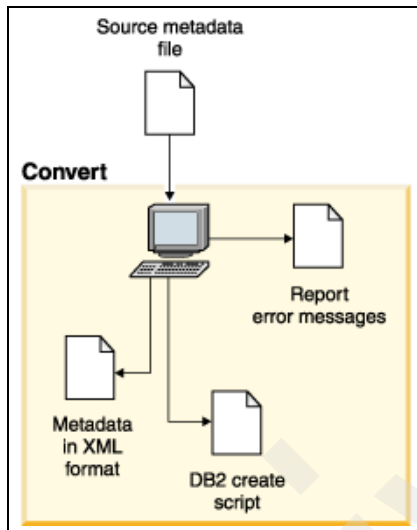 Source metadata
file
Convert
Report
error messages
Metadata
in XML
format
DB2 create
script